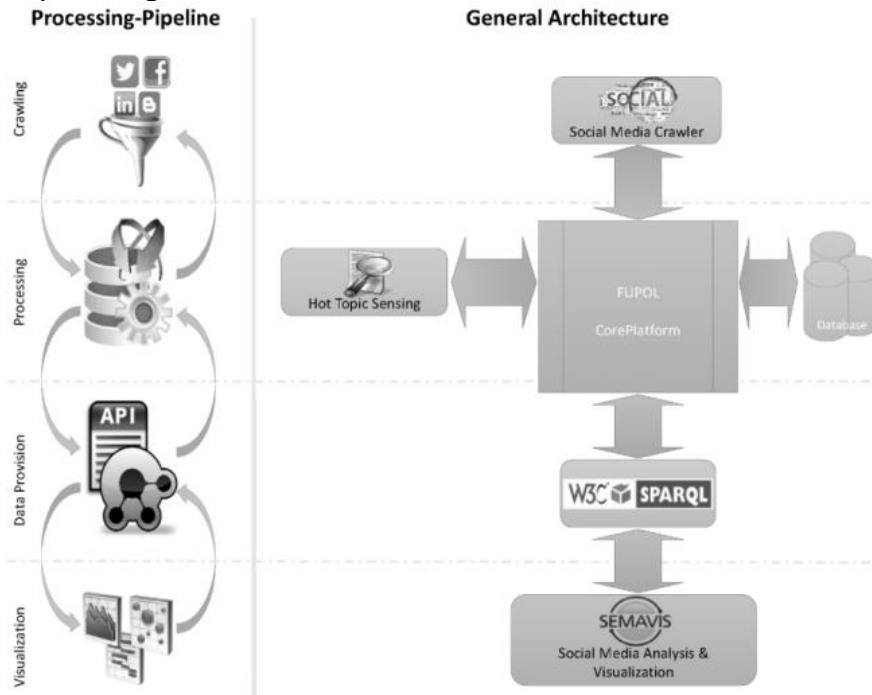 Processing-Pipeline
General Architecture
Crawling
in
SOCIAL
Social Media Crawler
Processing
Hot Topic Sensing
FUPOL
CorePlatform
Database
Data Provision
API
W3C SPARQL
Visualization
SEMAVIS
Social Media Analysis &
Visualization